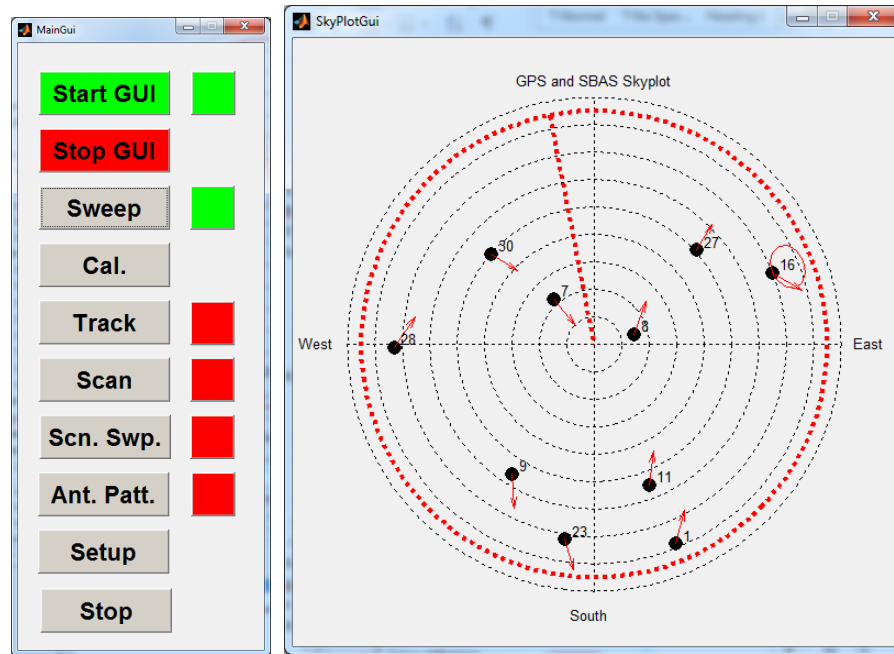 MainGui
Start GUI
Stop GUI
Sweep
Cal.
Track
Scan
Scn. Swp.
Ant. Patt.
Setup
Stop
SkyPlotGui
GPS and SBAS Skyplot
30
27
16
7
8
28
West
East
9
11
23
1
South